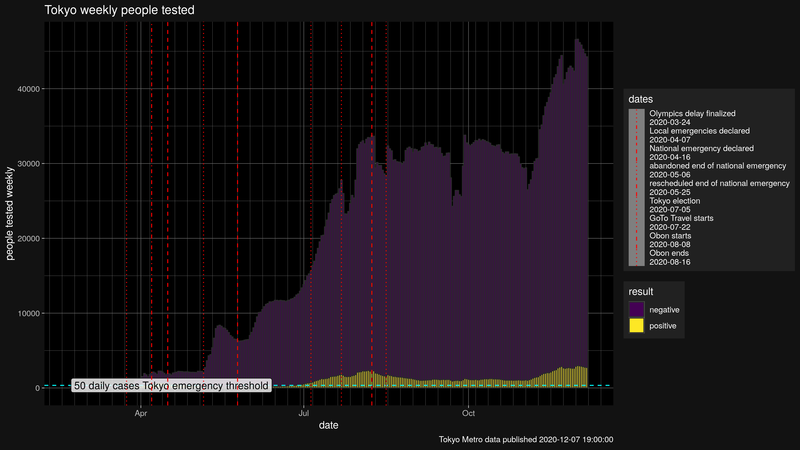 Tokyo weekly people tested
people tested weekly
40000
30000
20000
10000
0
50 daily cases Tokyo emergency threshold
Apr
Jul
Oct
date
Tokyo Metro data published 2020-12-07 19:00:00
dates
Olympics delay finalized
2020-03-24
Local emergencies declared
2020-04-07
National emergency declared
2020-04-16
abandoned end of national emergency
2020-05-06
rescheduled end of national emergency
2020-05-25
Tokyo election
2020-07-05
GoTo Travel starts
2020-07-22
Obon starts
2020-08-08
Obon ends
2020-08-16
result
negative
positive